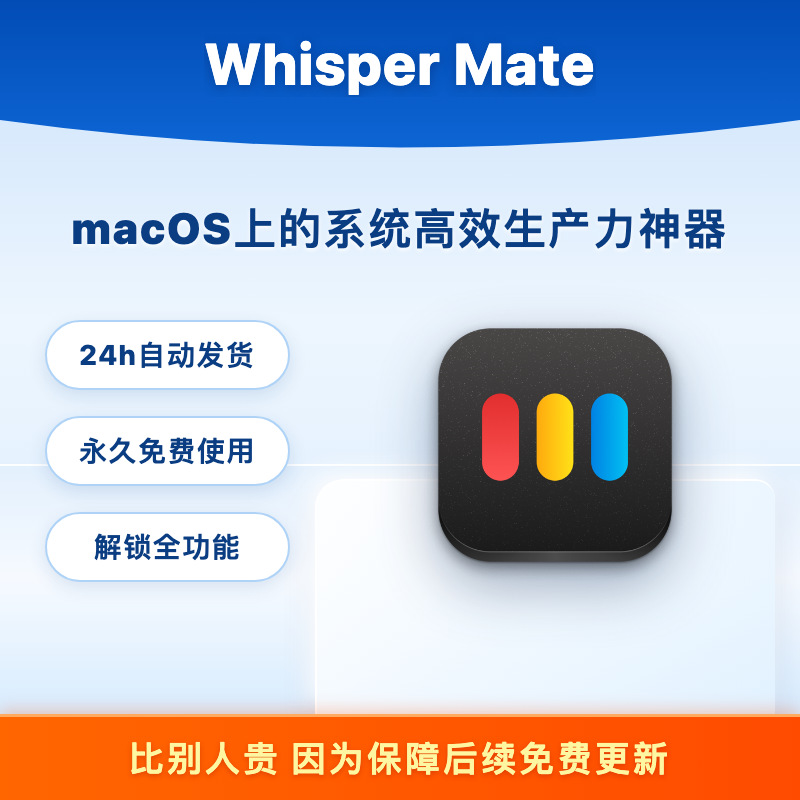 Whisper Mate
macOS上的系统高效生产力神器
24h自动发货
永久免费使用
解锁全功能
比别人贵 因为保障后续免费更新